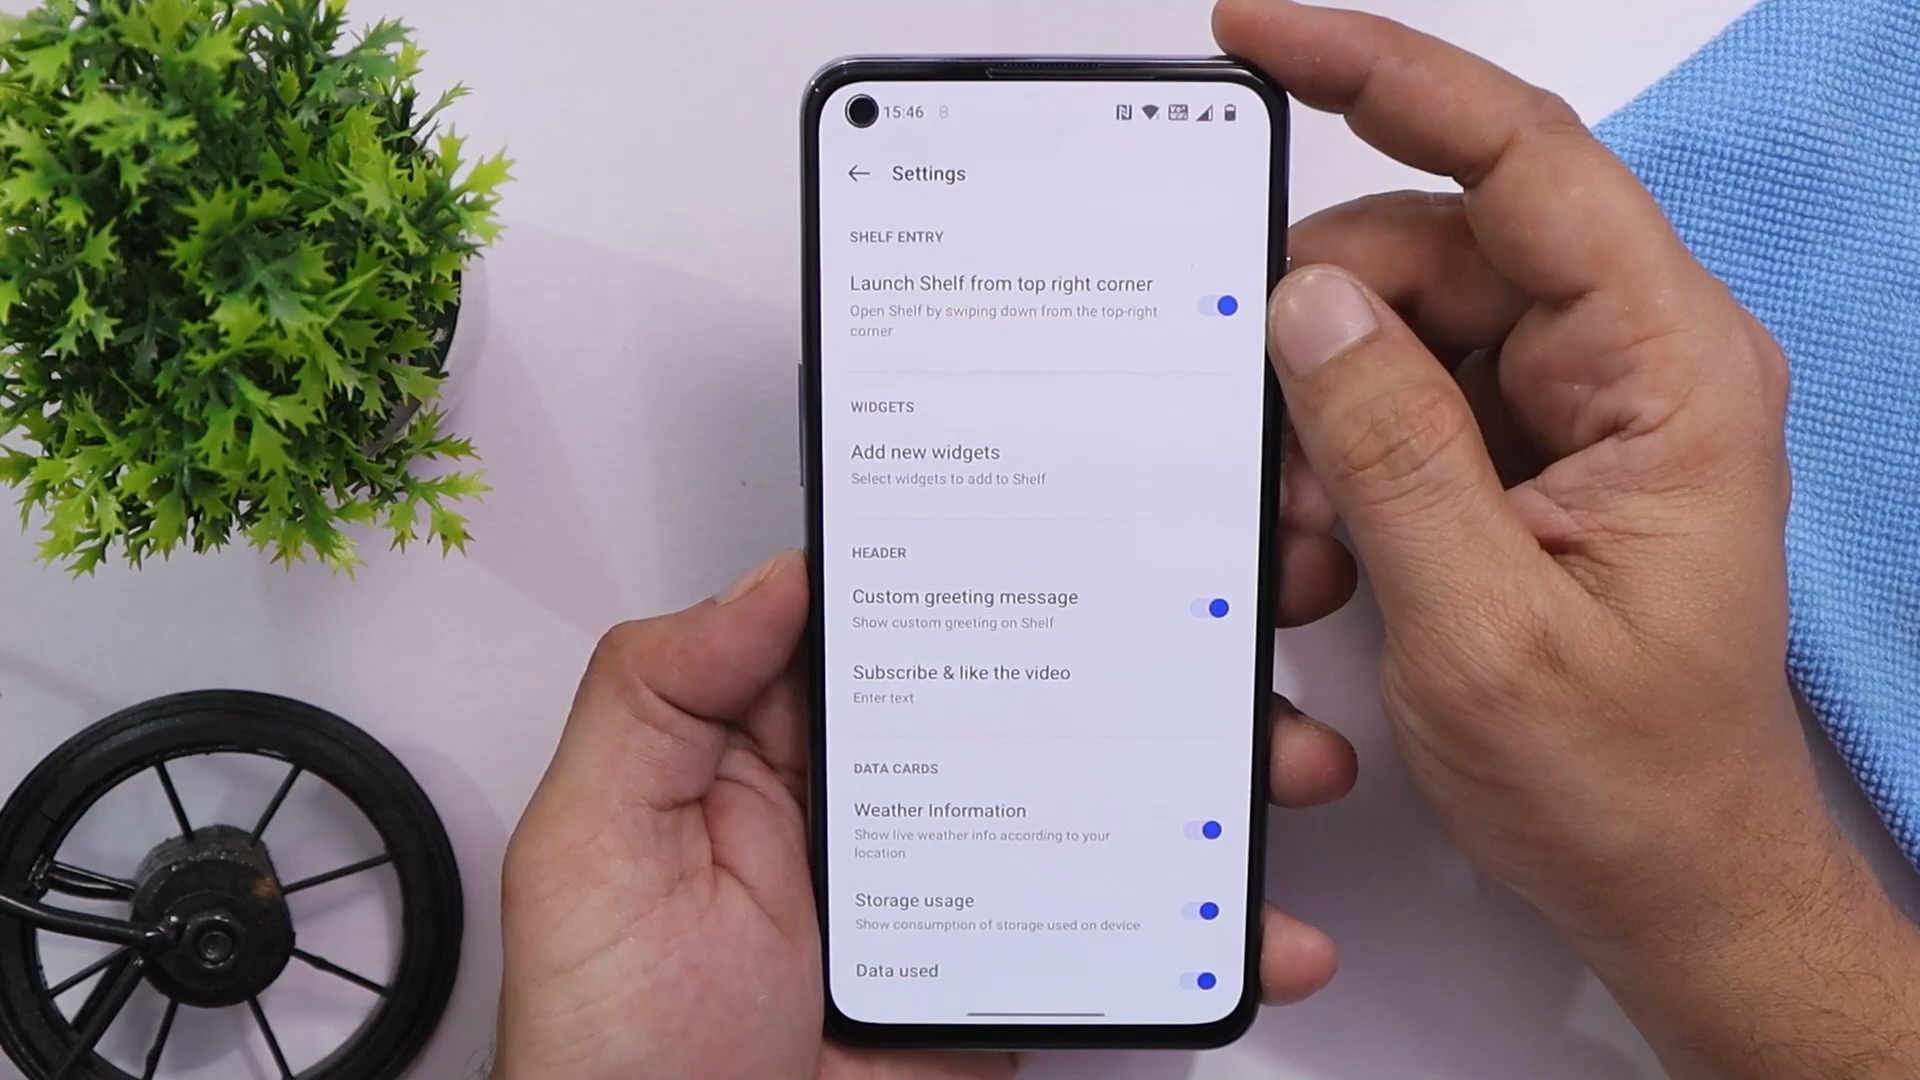 15:46
Settings
SHELF ENTRY
Launch Shelf from top right corner
Open Shelf by swiping down from the top-right
corner
WIDGETS
Add new widgets
Select widgets to add to Shelf
HEADER
Custom greeting message
Show custom greeting on Shelf
Subscribe & like the video
Enter text
DATA CARDS
Weather Information
Show live weather info according to your
location
Storage usage
Show consumption of storage used on device
Data used